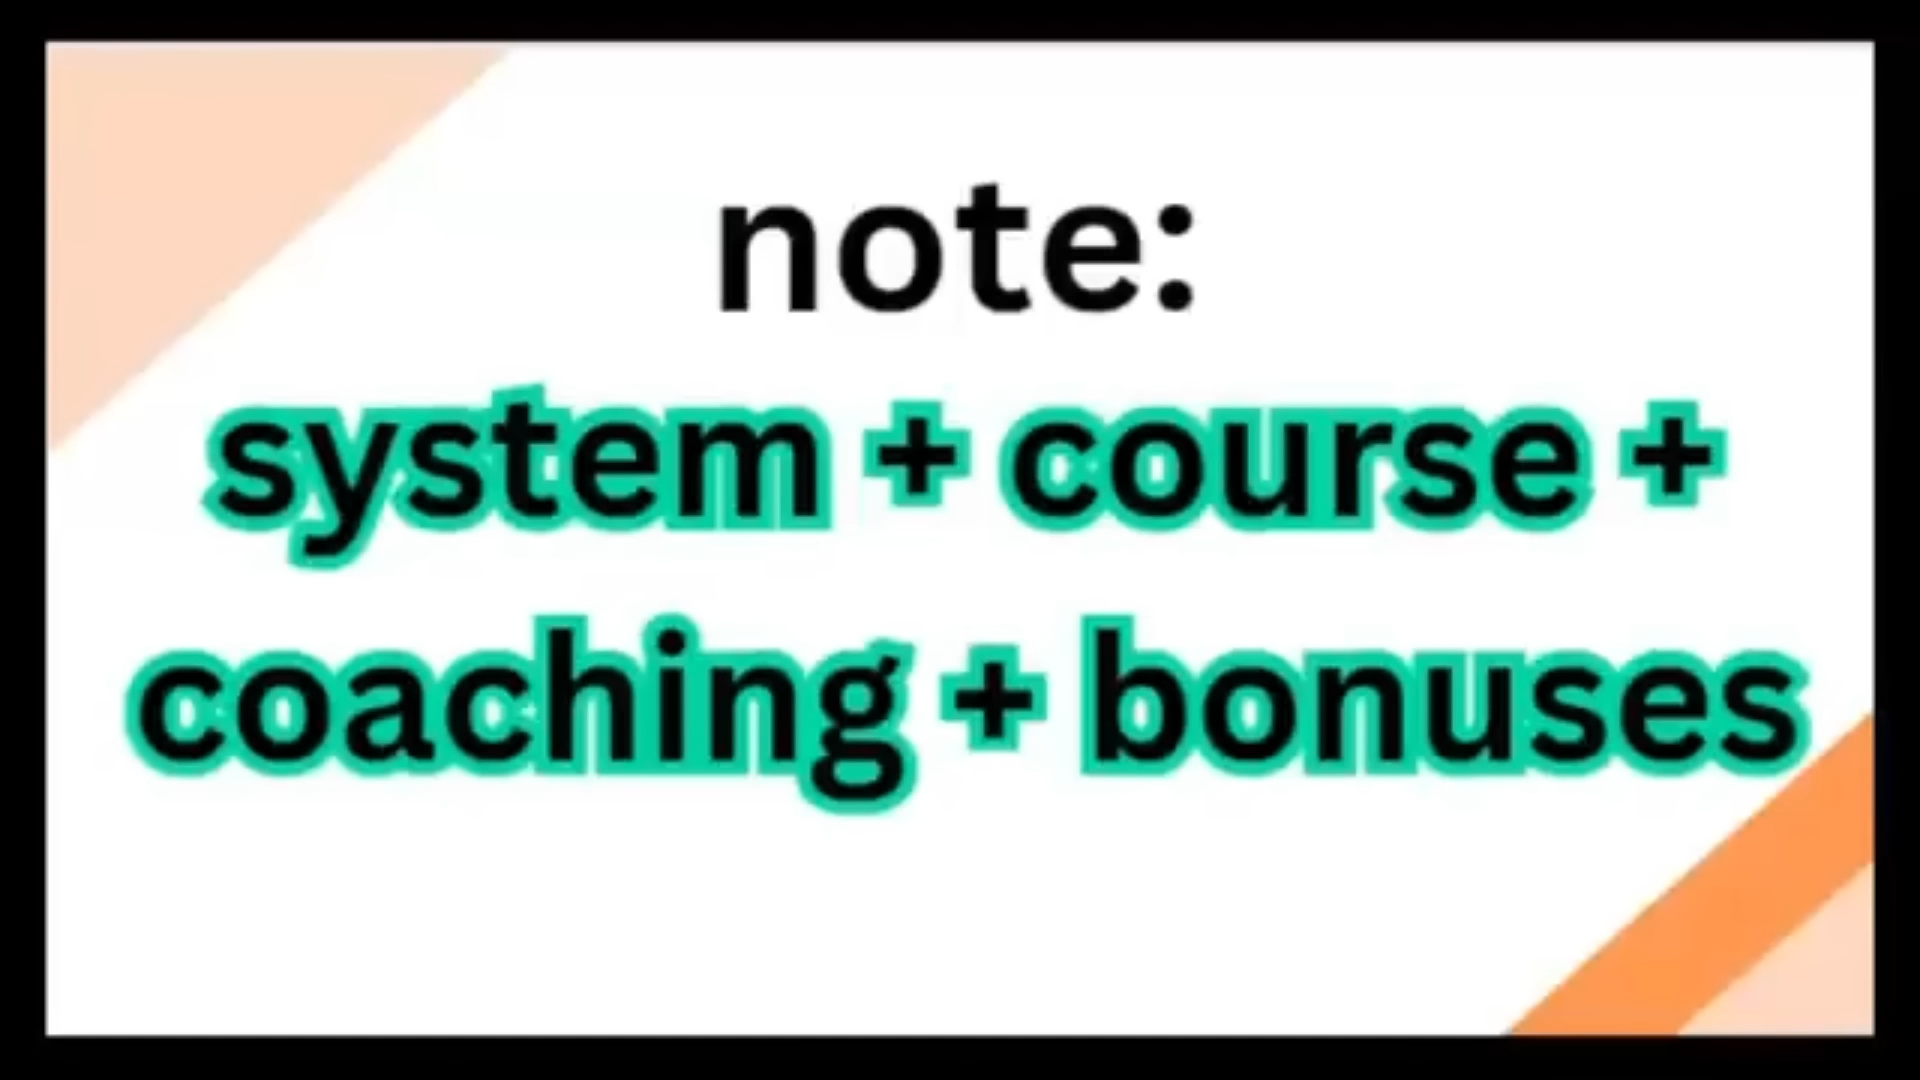 note:
system + course +
coaching + bonuses